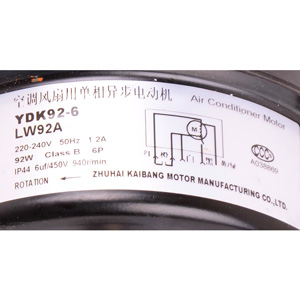 空调风扇用单相异步电动机
Air Conditioner Motor
YDK92-6
LW92A
220-240V 50Hz 1.2A
92W Class B 6P
IP44 6uf/450V 940r/min
ROTATION
ZHUHAI KAIBANG MOTOR MANUFACTURING CO.,LTD.
M
A038869